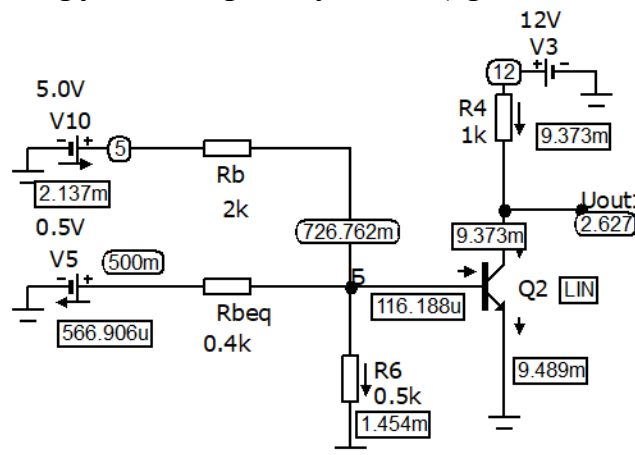 12V
V3
12
5.0V
R4
V10
5
1k
9.373m
Rb
2.137m
2k
Uout
0.5V
726.762m
9.373m
2.627
V5
500m
5
Q2
LIN
Rbeq
116.188u
566.906u
0.4k
R6
0.5k
9.489m
1.454m